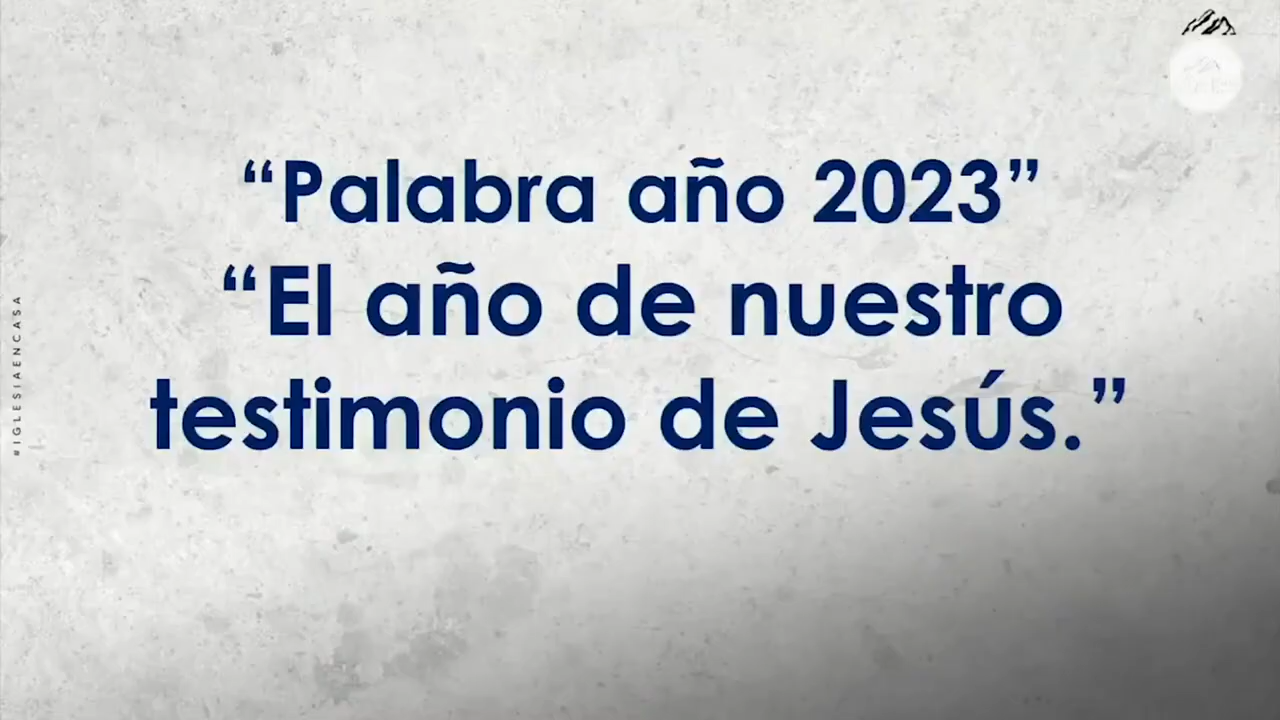 “Palabra año 2023”
“El año de nuestro
testimonio de Jesús.”
#IGLESIAENCASA